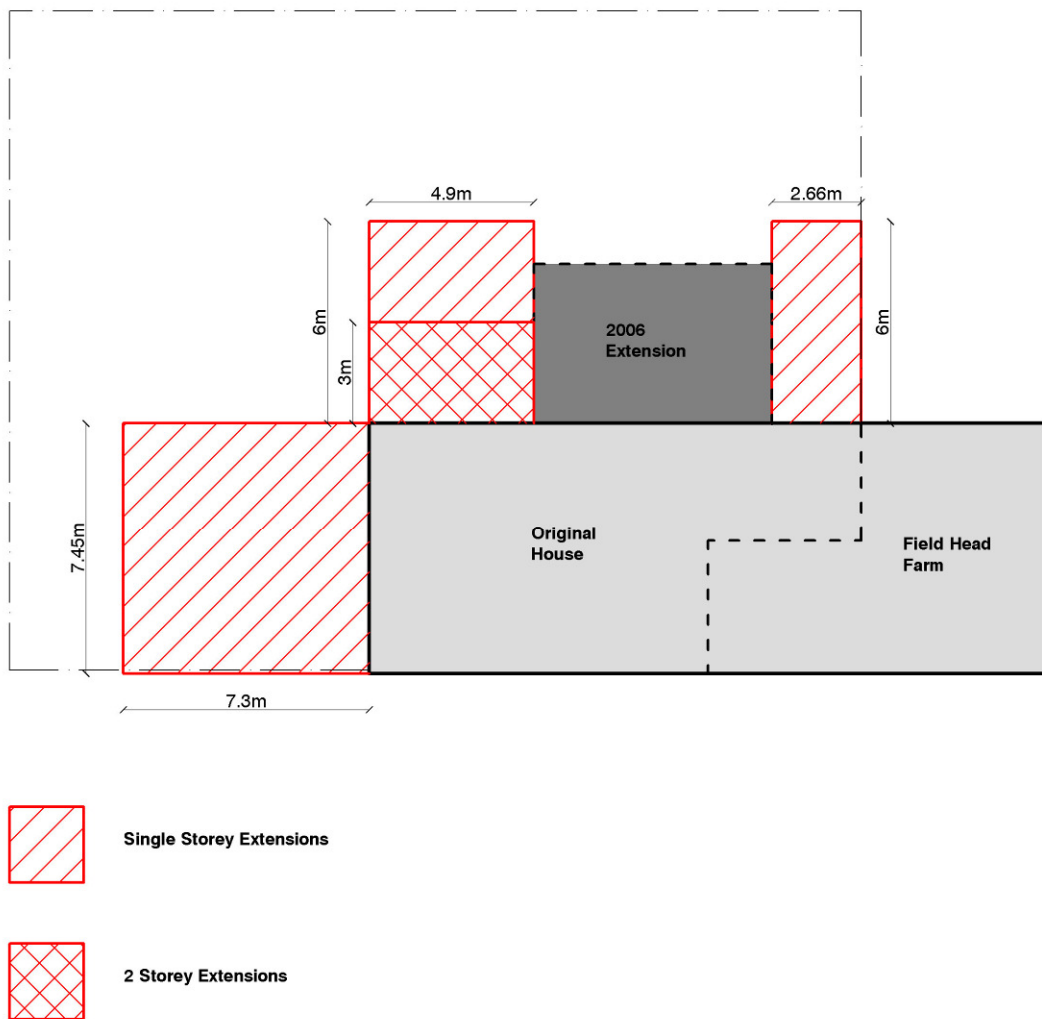 4.9m
2.66m
6m
3m
6m
2006
Extension
7.45m
Original
House
Field Head
Farm
7.3m
Single Storey Extensions
2 Storey Extensions